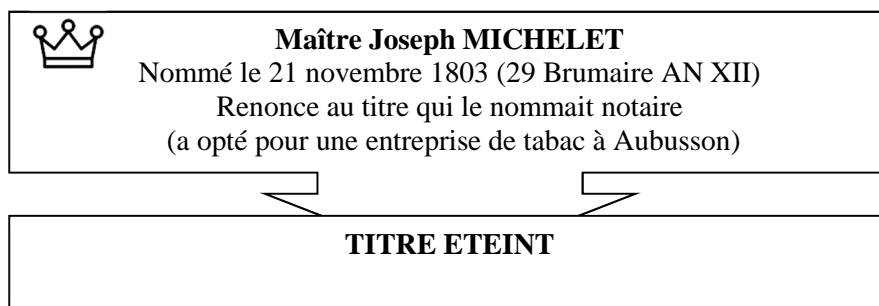 Maître Joseph MICHELET
Nommé le 21 novembre 1803 (29 Brumaire AN XII)
Renonce au titre qui le nommait notaire
(a opté pour une entreprise de tabac à Aubusson)
TITRE ETEINT